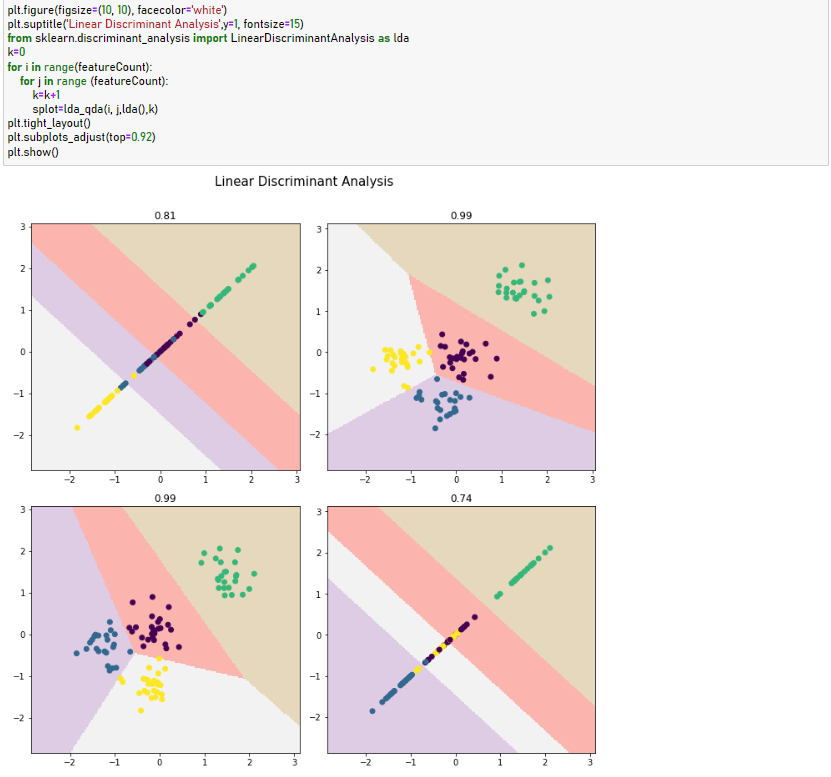 plt.figure(figsize=(10, 10), facecolor='white')
plt.suptitle('Linear Discriminant Analysis',y=1, fontsize=15)
from sklearn.discriminant_analysis import LinearDiscriminantAnalysis as lda
k=0
for i in range(featureCount):
    for j in range (featureCount):
        k=k+1
        splot=lda_qda(i, j,lda(),k)
plt.tight_layout()
plt.subplots_adjust(top=0.92)
plt.show()
Linear Discriminant Analysis
0.81
3
2
1
0
−1
−2
−2 −1 0 1 2 3
0.99
3
2
1
0
−1
−2
−2 −1 0 1 2 3
0.99
3
2
1
0
−1
−2
−2 −1 0 1 2 3
0.74
3
2
1
0
−1
−2
−2 −1 0 1 2 3